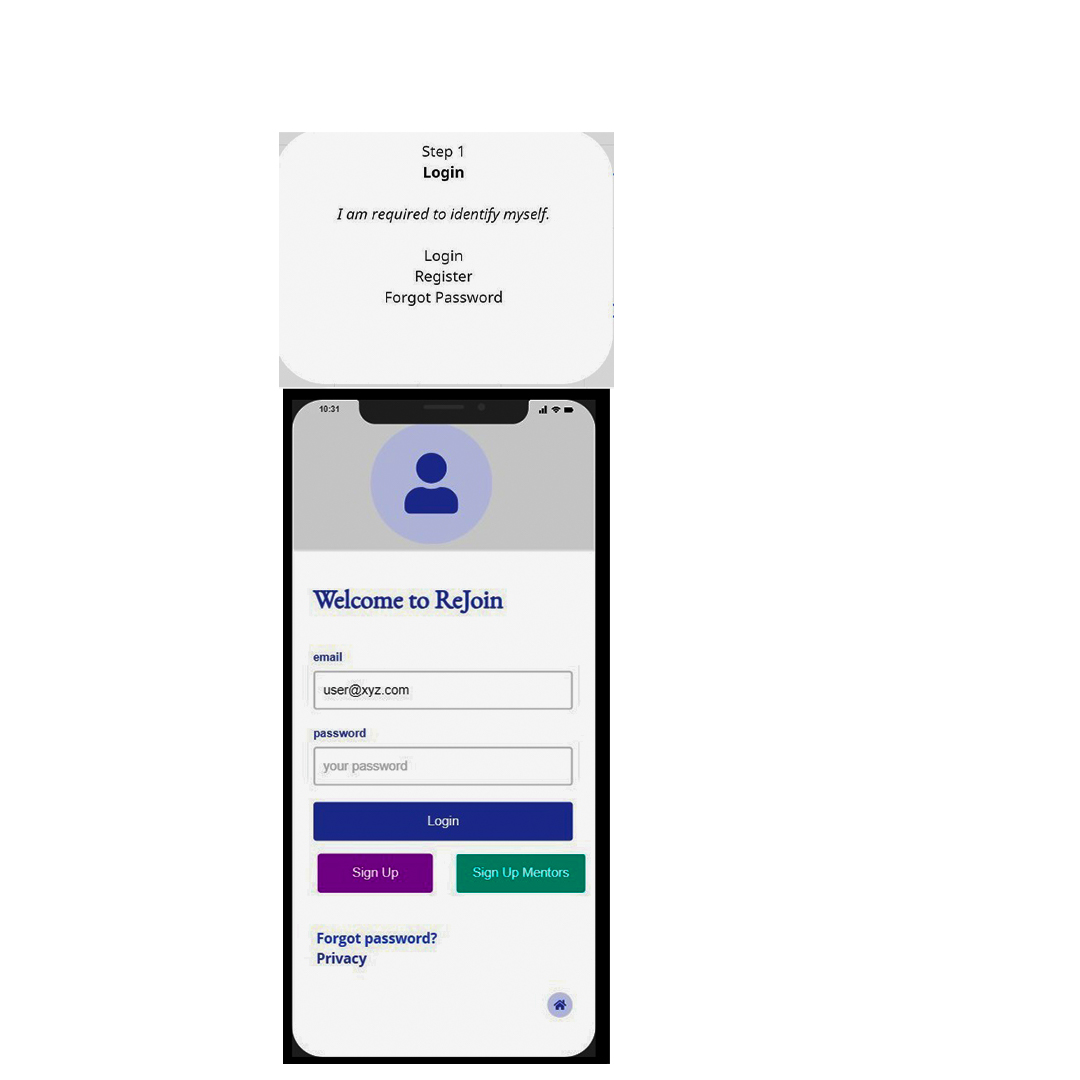 Step 1
Login
I am required to identify myself.
Login
Register
Forgot Password
10:31
Welcome to ReJoin
email
user@xyz.com
password
your password
Login
Sign Up
Sign Up Mentors
Forgot password?
Privacy